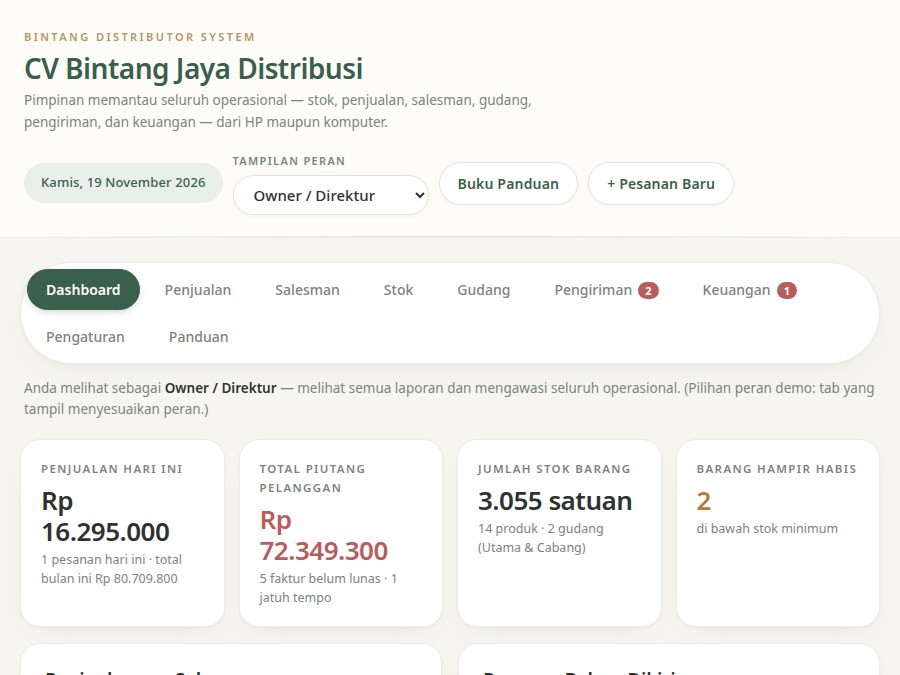 BINTANG DISTRIBUTOR SYSTEM
CV Bintang Jaya Distribusi
Pimpinan memantau seluruh operasional — stok, penjualan, salesman, gudang,
pengiriman, dan keuangan — dari HP maupun komputer.
TAMPILAN PERAN
Kamis, 19 November 2026
Owner / Direktur
Buku Panduan
+ Pesanan Baru
Dashboard
Penjualan
Salesman
Stok
Gudang
Pengiriman 2
Keuangan 1
Pengaturan
Panduan
Anda melihat sebagai Owner / Direktur — melihat semua laporan dan mengawasi seluruh operasional. (Pilihan peran demo: tab yang
tampil menyesuaikan peran.)
PENJUALAN HARI INI
Rp
16.295.000
1 pesanan hari ini · total
bulan ini Rp 80.709.800
TOTAL PIUTANG
PELANGGAN
Rp
72.349.300
5 faktur belum lunas · 1
jatuh tempo
JUMLAH STOK BARANG
3.055 satuan
14 produk · 2 gudang
(Utama & Cabang)
BARANG HAMPIR HABIS
2
di bawah stok minimum